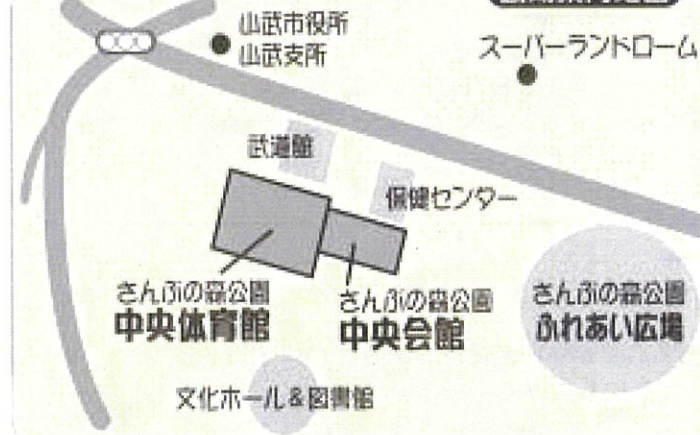 山武市役所
山武支所
スーパーランドローム
武道館
保健センター
さんぶの森公園
中央体育館
さんぶの森公園
中央会館
さんぶの森公園
ふれあい広場
文化ホール&図書館